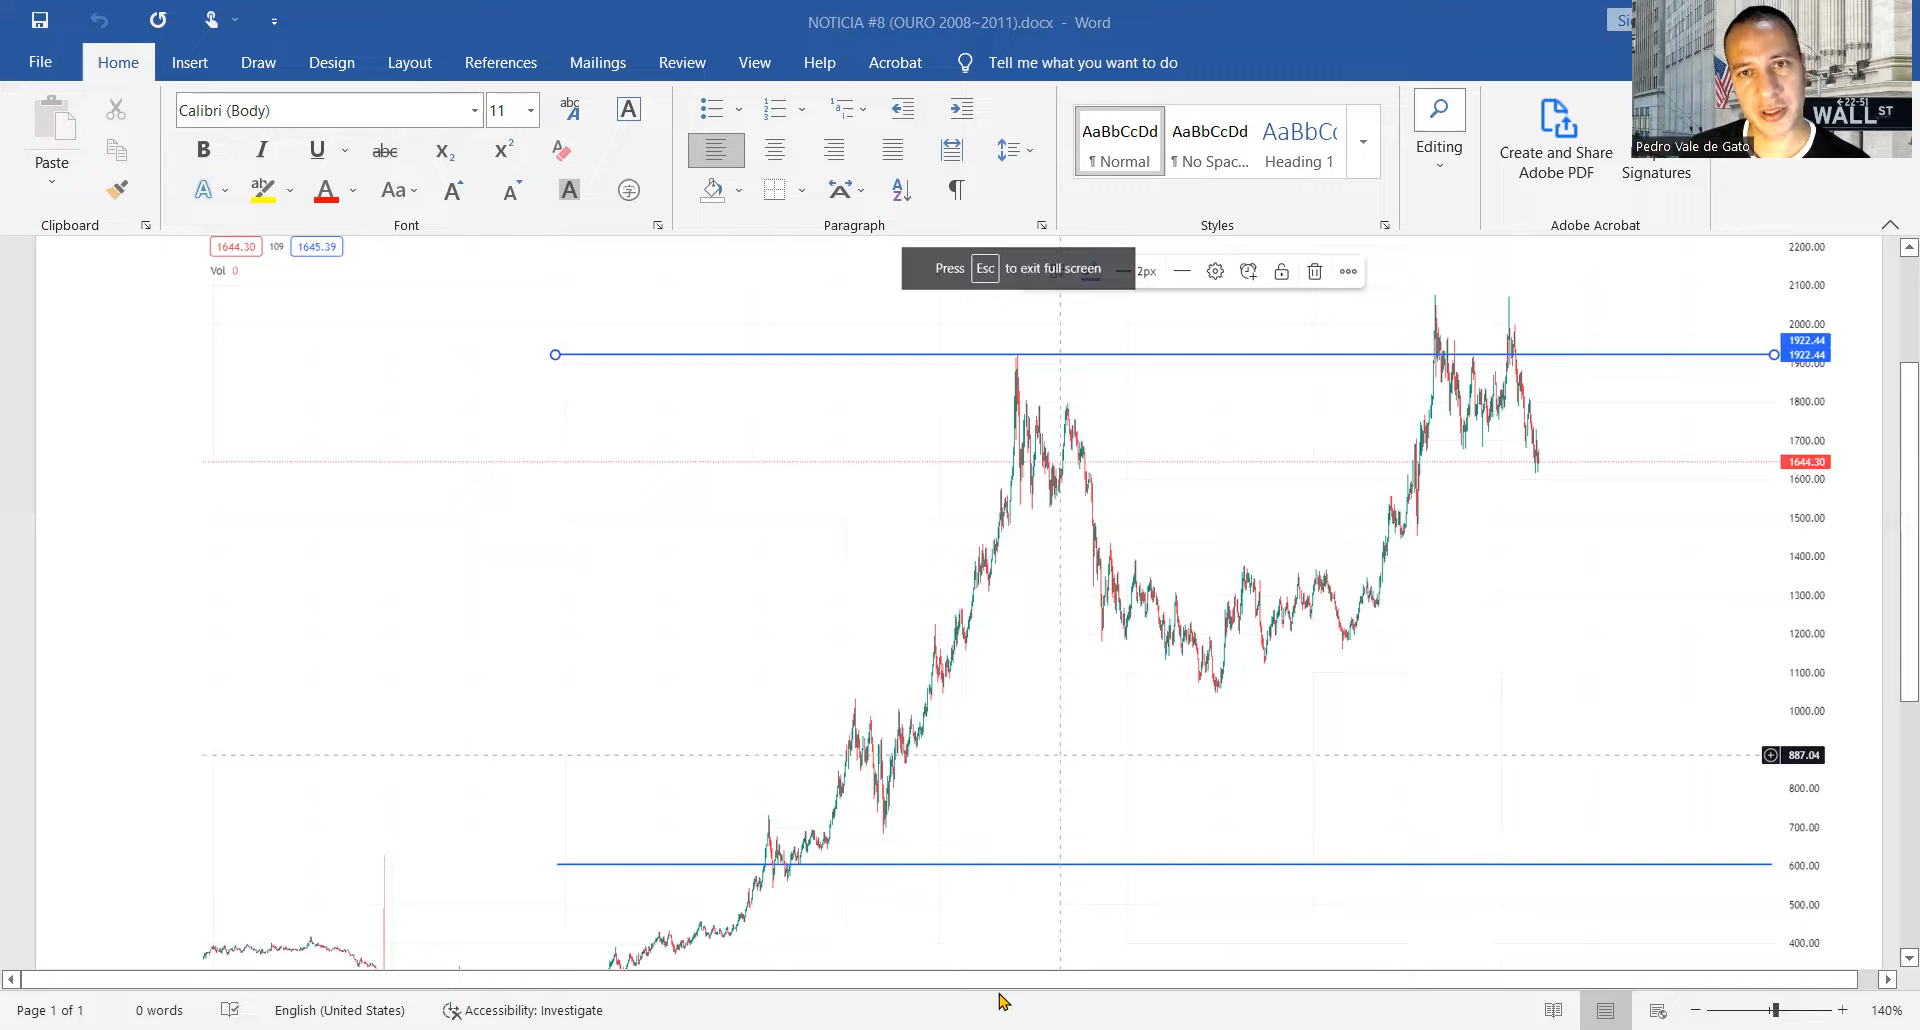 NOTICIA #8 (OURO 2008~2011).docx - Word
File Home Insert Draw Design Layout References Mailings Review View Help Acrobat Tell me what you want to do
Paste
Clipboard
Calibri (Body) 11
Font
Paragraph
AaBbCcDd AaBbCcDd AaBbCc
¶ Normal ¶ No Spac... Heading 1
Styles
Editing
Create and Share
Adobe PDF
Signatures
Adobe Acrobat
WALL ST
Pedro Vale de Gato
1644.30 109 1645.39
Vol 0
Press Esc to exit full screen
2px
2200.00
2100.00
2000.00
1922.44
1922.44
1900.00
1800.00
1700.00
1644.30
1600.00
1500.00
1400.00
1300.00
1200.00
1100.00
1000.00
887.04
800.00
700.00
600.00
500.00
400.00
Page 1 of 1 0 words English (United States) Accessibility: Investigate 140%